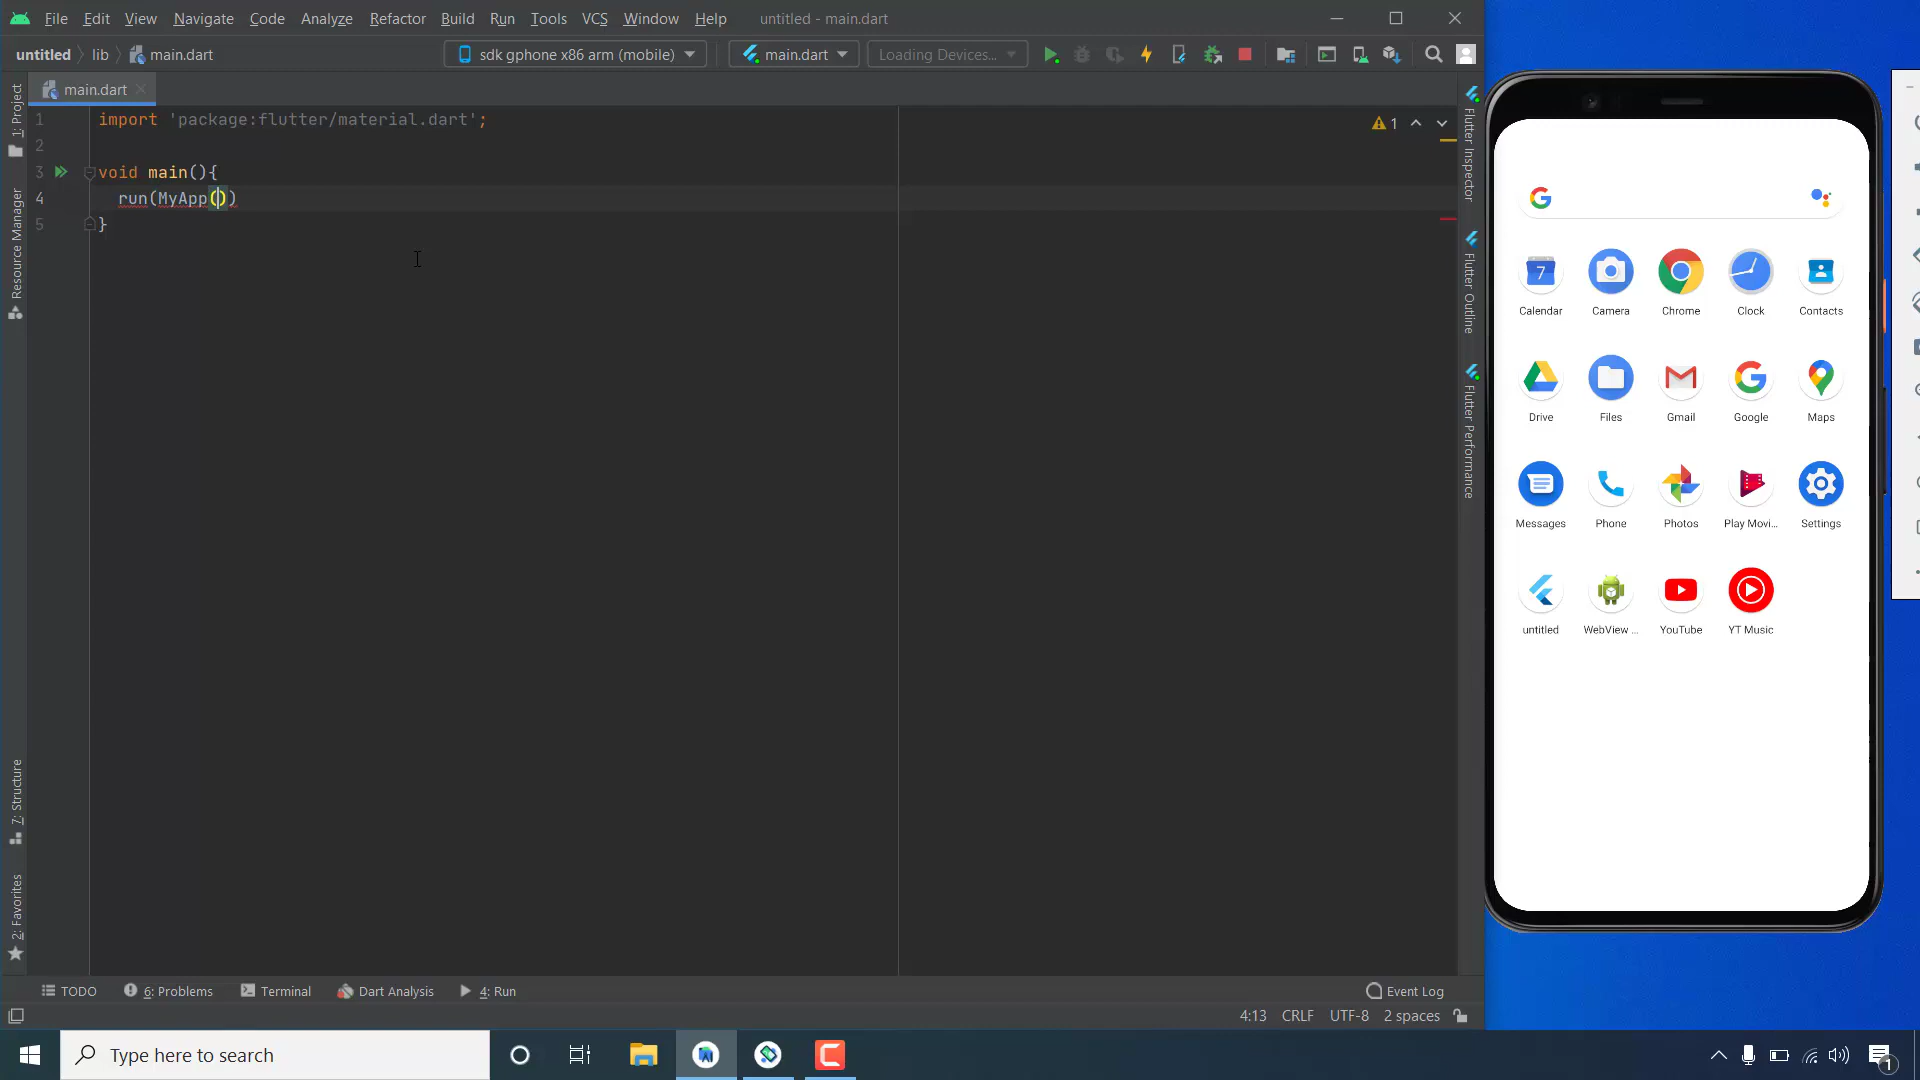 File Edit View Navigate Code Analyze Refactor Build Run Tools VCS Window Help untitled - main.dart
untitled lib main.dart sdk gphone x86 arm (mobile) main.dart Loading Devices...
main.dart
1 import 'package:flutter/material.dart';
2
3 void main(){
4 run(MyApp())
5 }
1
1: Project
Resource Manager
7: Structure
2: Favorites
Flutter Inspector
Flutter Outline
Flutter Performance
7
Calendar Camera Chrome Clock Contacts
Drive Files Gmail Google Maps
Messages Phone Photos Play Movi... Settings
untitled WebView ... YouTube YT Music
TODO 6: Problems Terminal Dart Analysis 4: Run Event Log
4:13 CRLF UTF-8 2 spaces
Type here to search
1